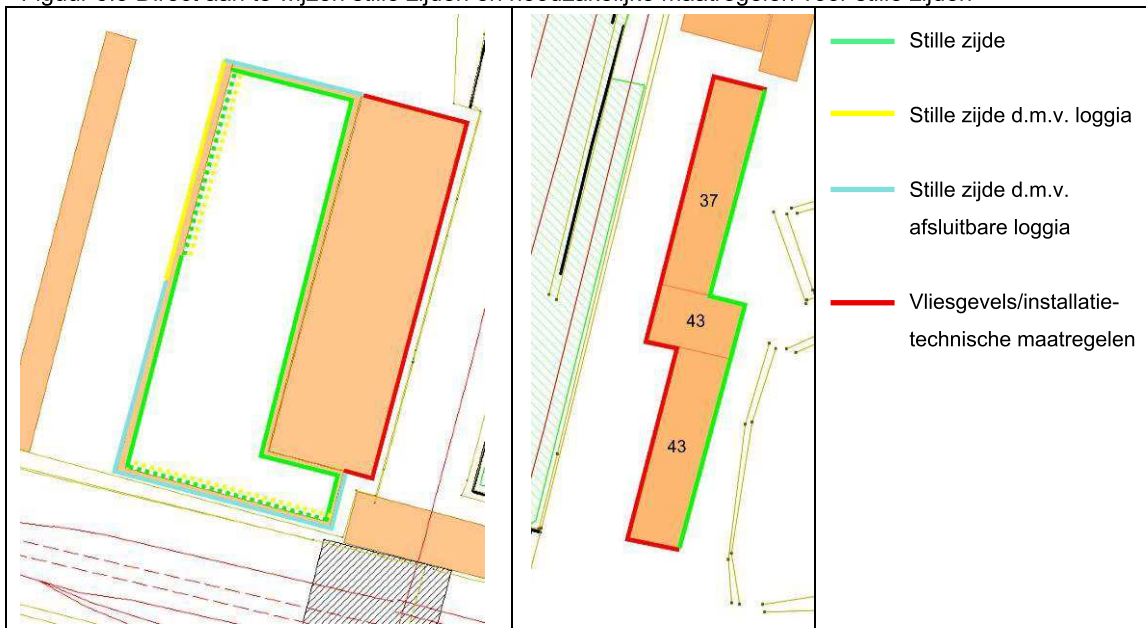 37
43
43
Stille zijde
Stille zijde d.m.v. loggia
Stille zijde d.m.v.
afsluitbare loggia
Vliesgevels/installatie-
technische maatregelen